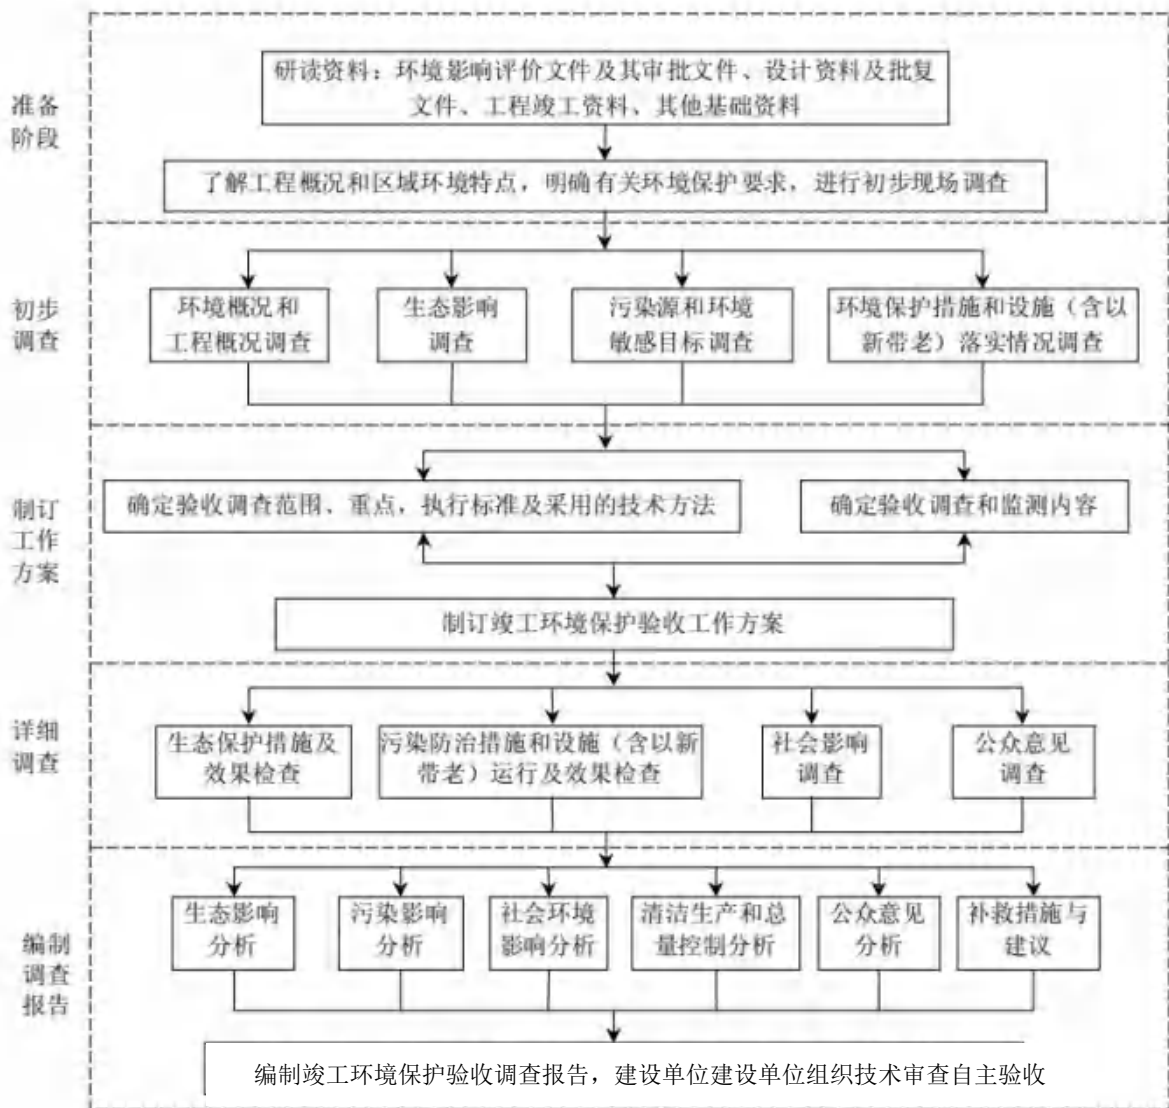 准备
阶段
研读资料：环境影响评价文件及其审批文件、设计资料及批复
文件、工程竣工资料、其他基础资料
了解工程概况和区域环境特点，明确有关环境保护要求，进行初步现场调查
初步
调查
环境概况和
工程概况调查
生态影响
调查
污染源和环境
敏感目标调查
环境保护措施和设施（含以
新带老）落实情况调查
制订
工作
方案
确定验收调查范围、重点，执行标准及采用的技术方法
确定验收调查和监测内容
制订竣工环境保护验收工作方案
详细
调查
生态保护措施及
效果检查
污染防治措施和设施（含以新
带老）运行及效果检查
社会影响
调查
公众意见
调查
编制
调查
报告
生态影响
分析
污染影响
分析
社会环境
影响分析
清洁生产和总
量控制分析
公众意见
分析
补救措施与
建议
编制竣工环境保护验收调查报告，建设单位建设单位组织技术审查自主验收